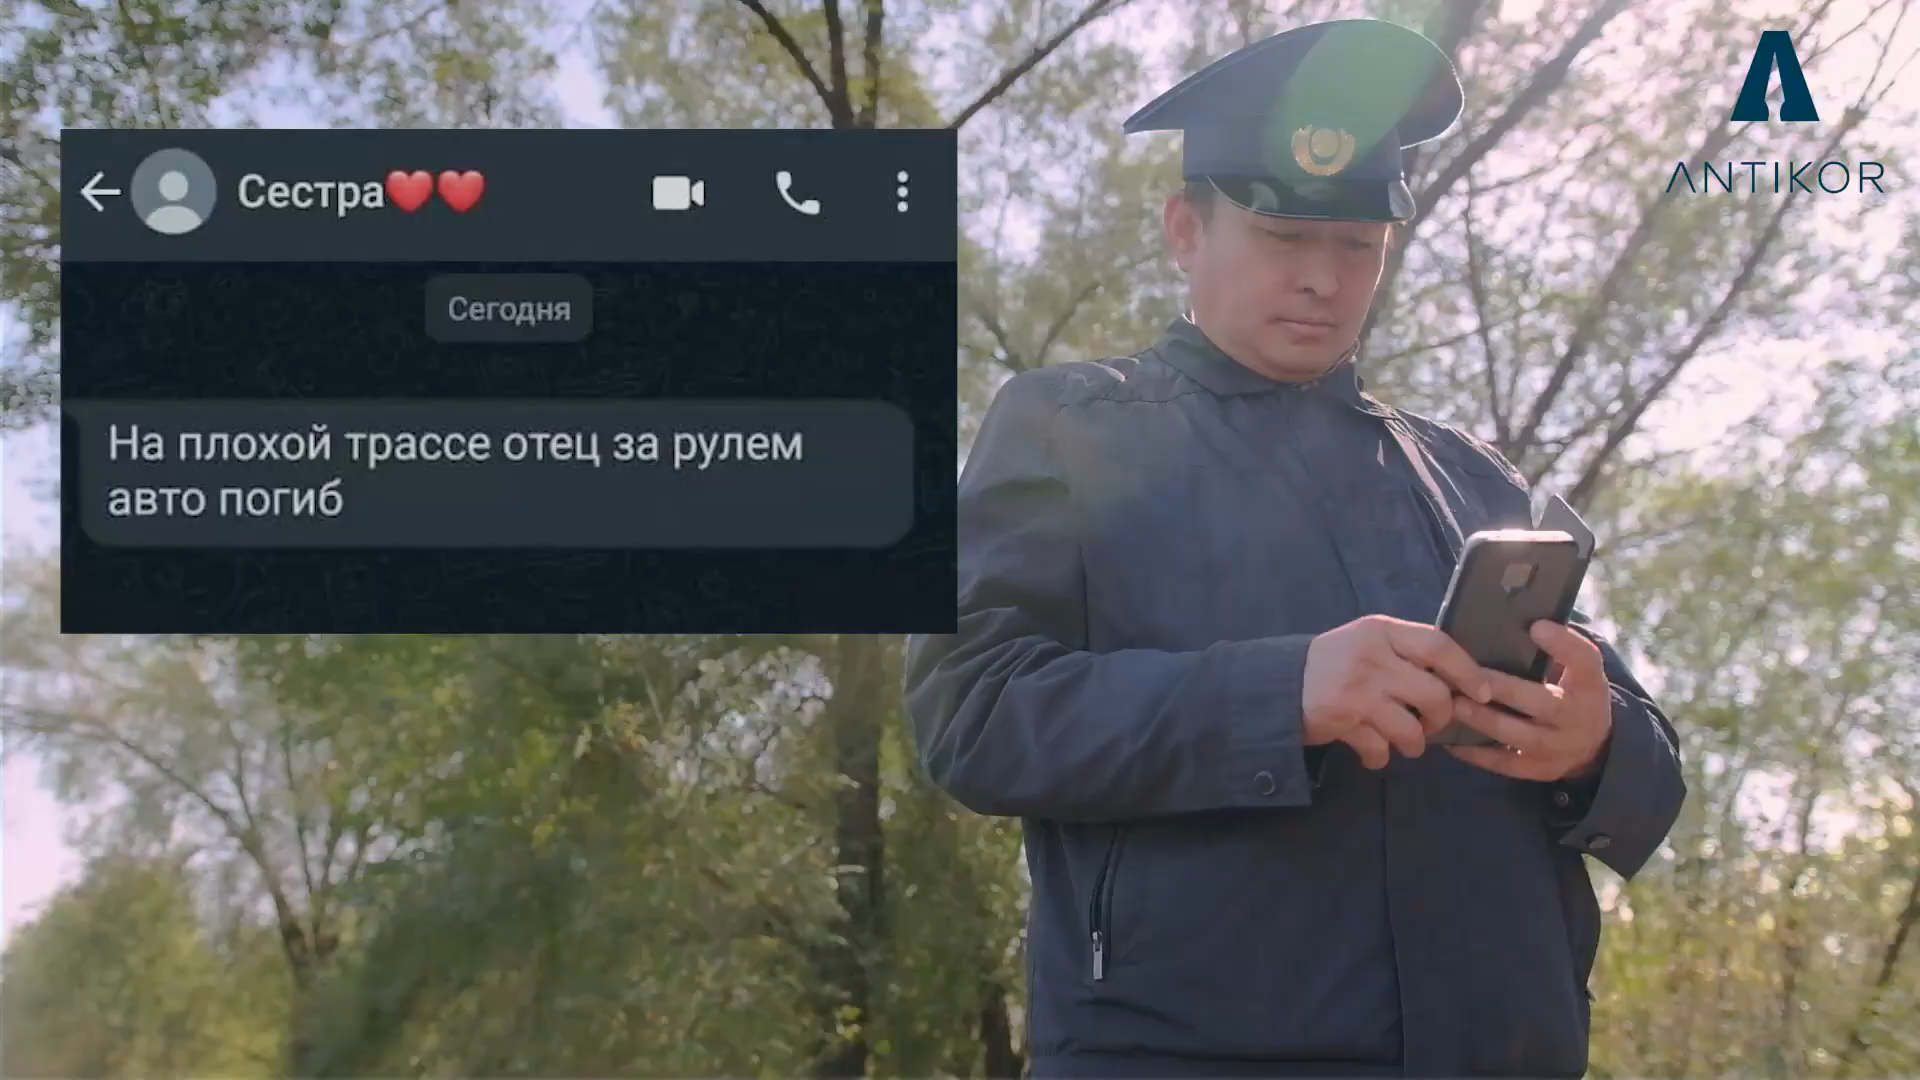 Сестра❤️❤️
Сегодня
На плохой трассе отец за рулем
авто погиб
ANTIKOR